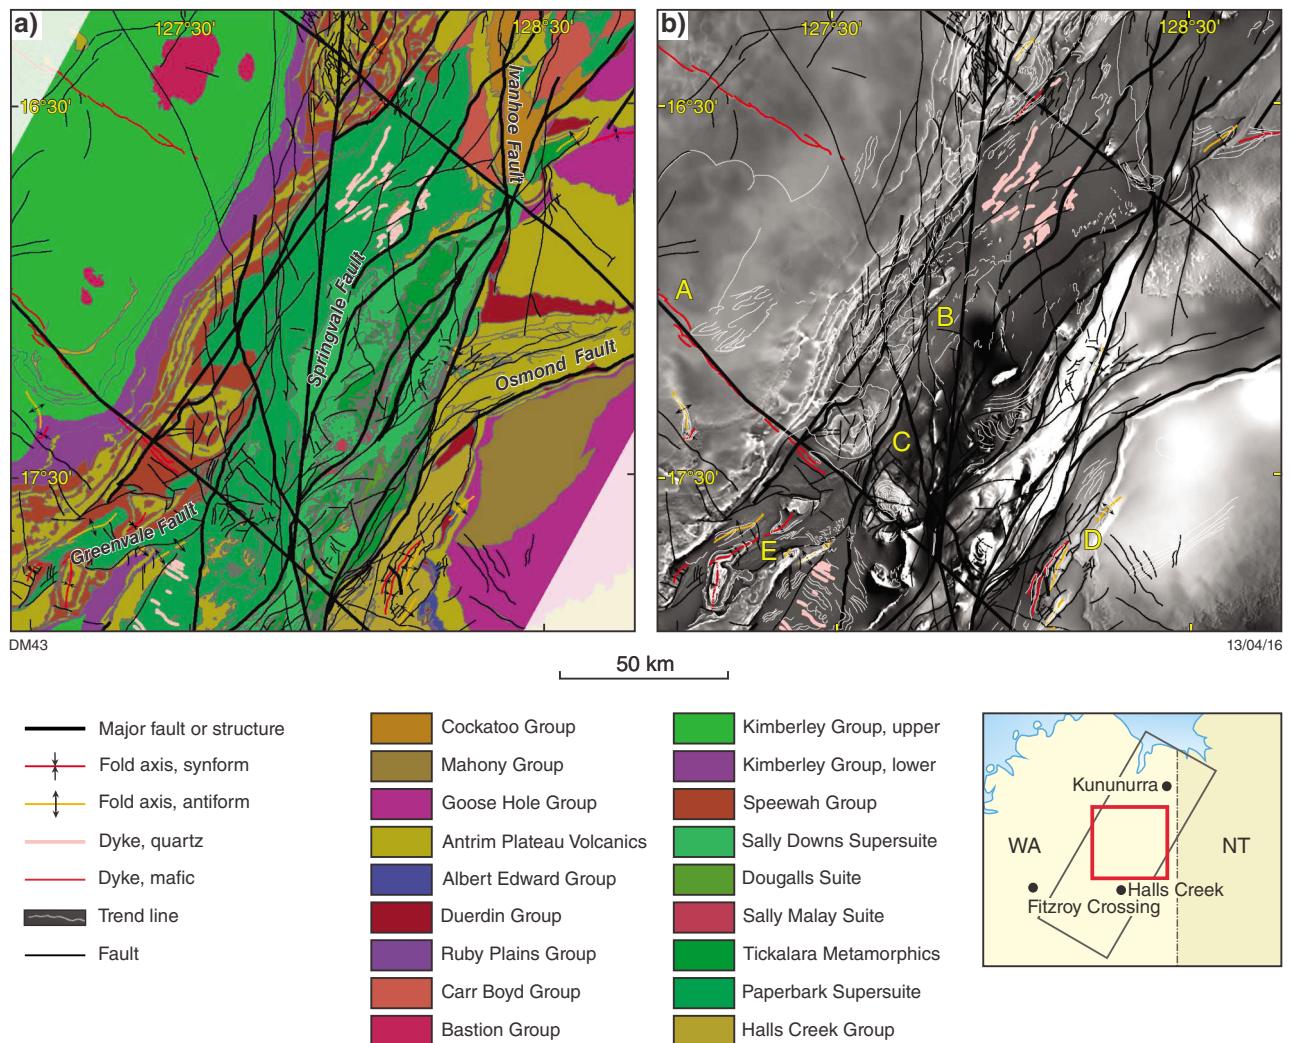 a)
127°30'
128°30'
16°30'
17°30'
Ivanhoe Fault
Springvale Fault
Osmond Fault
Greenvale Fault
b)
127°30'
128°30'
16°30'
17°30'
A
B
C
D
E
DM43
13/04/16
50 km
Major fault or structure
Fold axis, synform
Fold axis, antiform
Dyke, quartz
Dyke, mafic
Trend line
Fault
Cockatoo Group
Mahony Group
Goose Hole Group
Antrim Plateau Volcanics
Albert Edward Group
Duerdin Group
Ruby Plains Group
Carr Boyd Group
Bastion Group
Kimberley Group, upper
Kimberley Group, lower
Speewah Group
Sally Downs Supersuite
Dougalls Suite
Sally Malay Suite
Tickalara Metamorphics
Paperbark Supersuite
Halls Creek Group
Kununurra
WA
NT
Halls Creek
Fitzroy Crossing